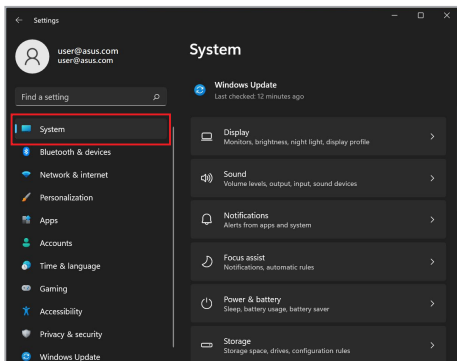 Settings
user@asus.com
user@asus.com
Find a setting
System
Bluetooth & devices
Network & internet
Personalization
Apps
Accounts
Time & language
Gaming
Accessibility
Privacy & security
Windows Update
System
Windows Update
Last checked: 12 minutes ago
Display
Monitors, brightness, night light, display profile
Sound
Volume levels, output, input, sound devices
Notifications
Alerts from apps and system
Focus assist
Notifications, automatic rules
Power & battery
Sleep, battery usage, battery saver
Storage
Storage space, drives, configuration rules